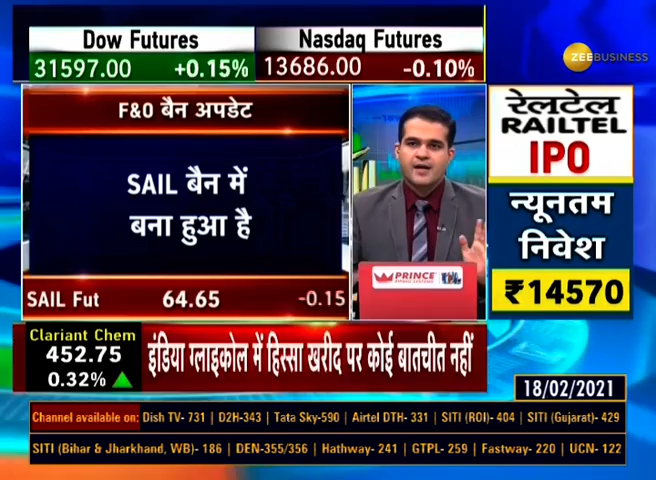 Dow Futures
31597.00 +0.15%
Nasdaq Futures
13686.00 -0.10%
ZEE BUSINESS
F&O बैन अपडेट
SAIL बैन में
बना हुआ है
SAIL Fut 64.65 -0.15
PRINCE
PIPING SYSTEMS
रेलटेल
RAILTEL
IPO
न्यूनतम
निवेश
₹14570
Clariant Chem
452.75
0.32%
इंडिया ग्लाइकोल में हिस्सा खरीद पर कोई बातचीत नहीं
18/02/2021
Channel available on: Dish TV- 731 | D2H-343 | Tata Sky-590 | Airtel DTH- 331 | SITI (ROI)- 404 | SITI (Gujarat)- 429
SITI (Bihar & Jharkhand, WB)- 186 | DEN-355/356 | Hathway- 241 | GTPL- 259 | Fastway- 220 | UCN- 122